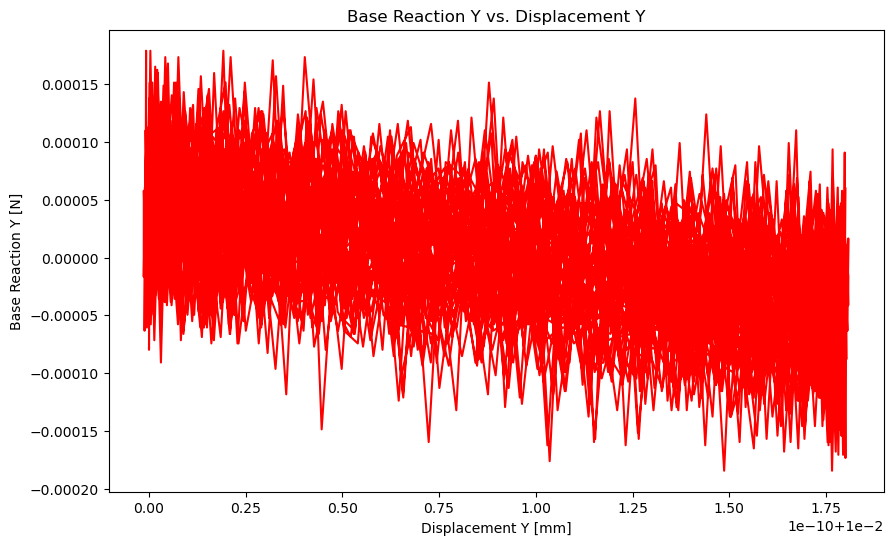 Base Reaction Y vs. Displacement Y
Base Reaction Y [N]
0.00015
0.00010
0.00005
0.00000
−0.00005
−0.00010
−0.00015
−0.00020
0.00 0.25 0.50 0.75 1.00 1.25 1.50 1.75
Displacement Y [mm]
1e−10+1e−2